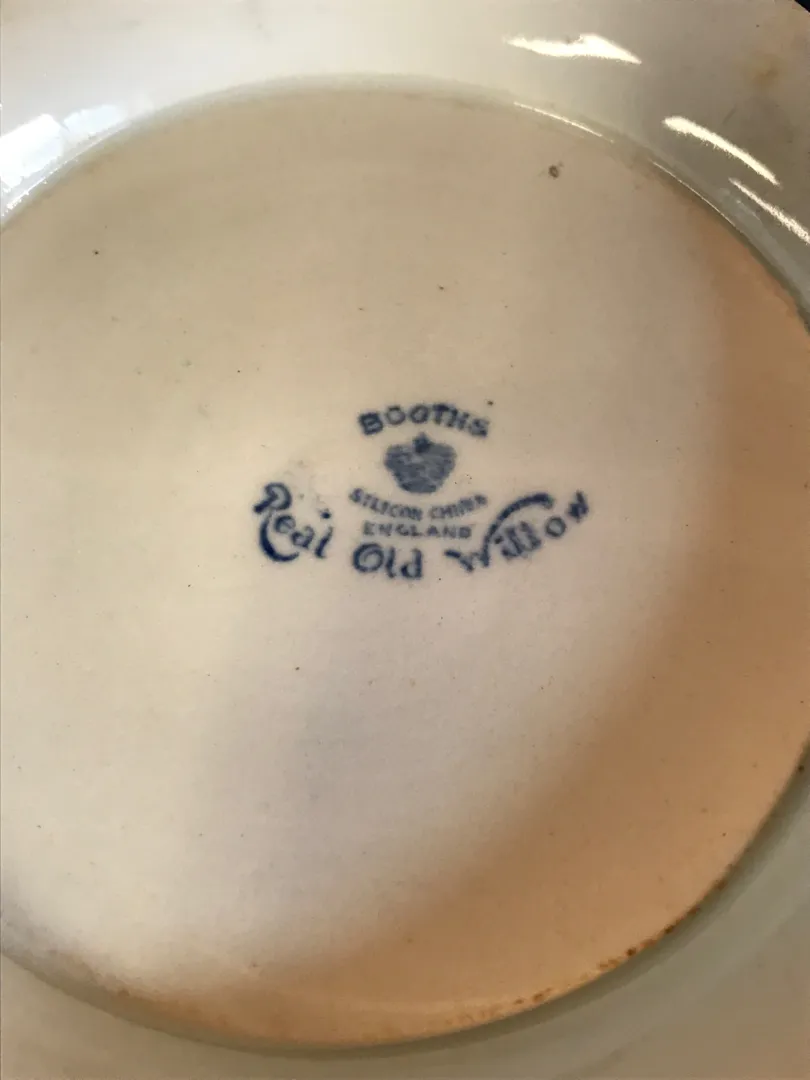 BOOTHS
SILICON CHINA
ENGLAND
Real Old Willow